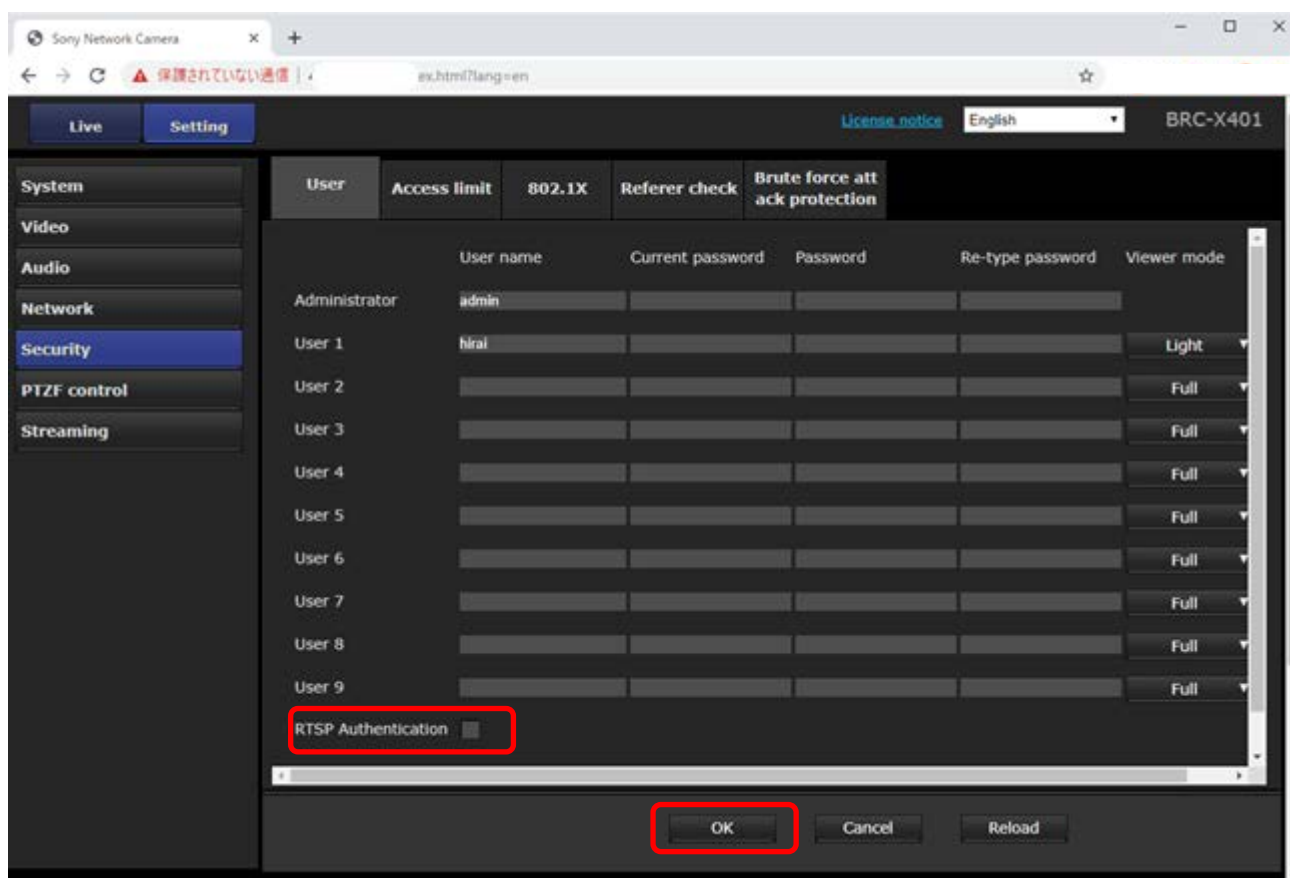 Sony Network Camera
保護されていない通信 ex.html?lang=en
Live Setting License notice English BRC-X401
System
Video
Audio
Network
Security
PTZF control
Streaming
User Access limit 802.1X Referer check Brute force att
ack protection
User name Current password Password Re-type password Viewer mode
Administrator admin
User 1 hirai Light
User 2 Full
User 3 Full
User 4 Full
User 5 Full
User 6 Full
User 7 Full
User 8 Full
User 9 Full
RTSP Authentication
OK Cancel Reload